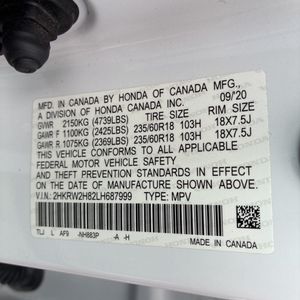 MFD. IN CANADA BY HONDA OF CANADA MFG.,
A DIVISION OF HONDA CANADA INC. 09/'20
GVWR 2150KG (4739LBS) TIRE SIZE RIM SIZE
GAWR F 1100KG (2425LBS) 235/60R18 103H 18X7.5J
GAWR R 1075KG (2369LBS) 235/60R18 103H 18X7.5J
THIS VEHICLE CONFORMS TO ALL APPLICABLE
FEDERAL MOTOR VEHICLE SAFETY
AND THEFT PREVENTION STANDARDS IN EFFECT
ON THE DATE OF MANUFACTURE SHOWN ABOVE.
V.I.N.: 2HKRW2H82LH687999 TYPE: MPV
TLJ L AF9 -NH883P -A -H
MADE IN CANADA